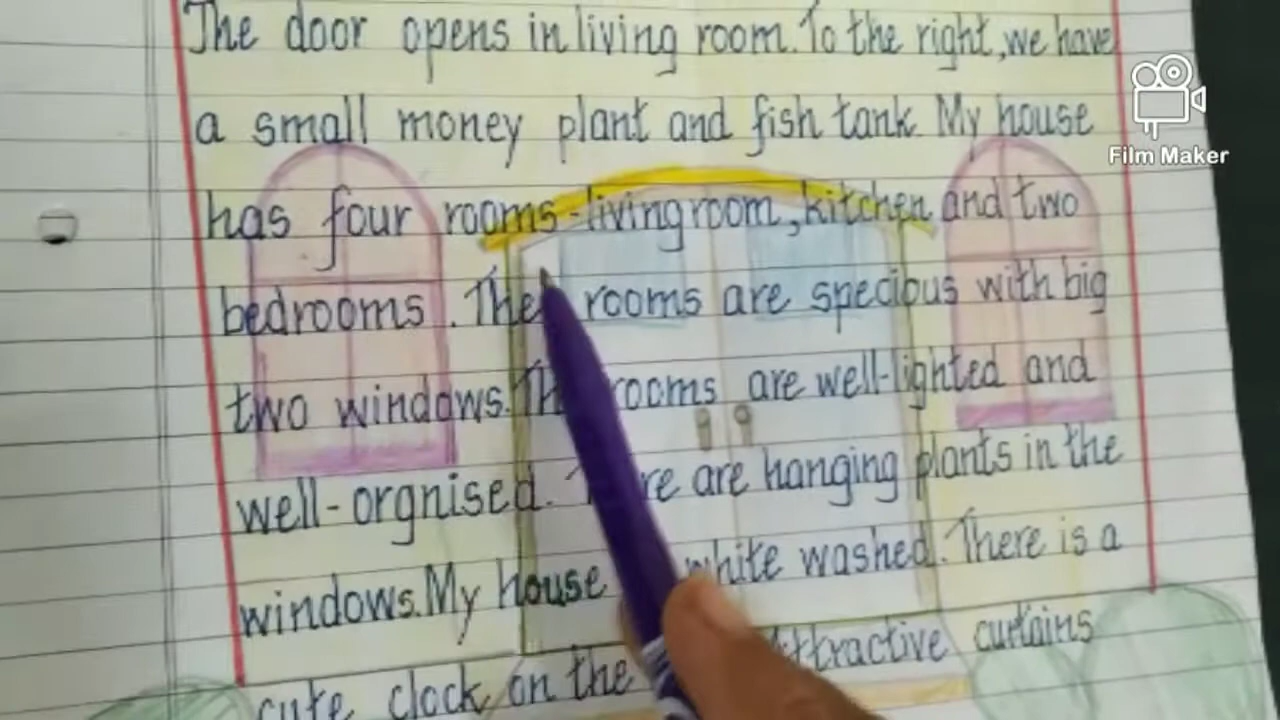 The door opens in living room. To the right, we have
a small money plant and fish tank. My house
has four rooms - living room, kitchen and two
bedrooms. The rooms are specious with big
two windows. rooms are well-lighted and
well-orgnised. are hanging plants in the
windows. My house white washed. There is a
cute clock on the Attractive curtains
Film Maker